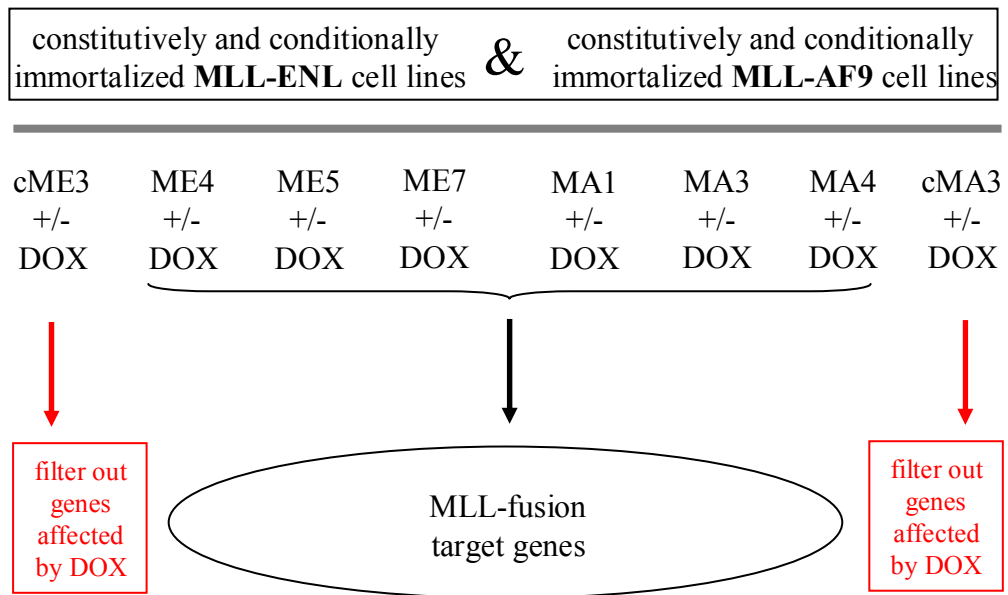 constitutively and conditionally
immortalized MLL-ENL cell lines
&
constitutively and conditionally
immortalized MLL-AF9 cell lines
cME3 ME4 ME5 ME7 MA1 MA3 MA4 cMA3
+/- +/- +/- +/- +/- +/- +/- +/-
DOX DOX DOX DOX DOX DOX DOX DOX
filter out
genes
affected
by DOX
MLL-fusion
target genes
filter out
genes
affected
by DOX